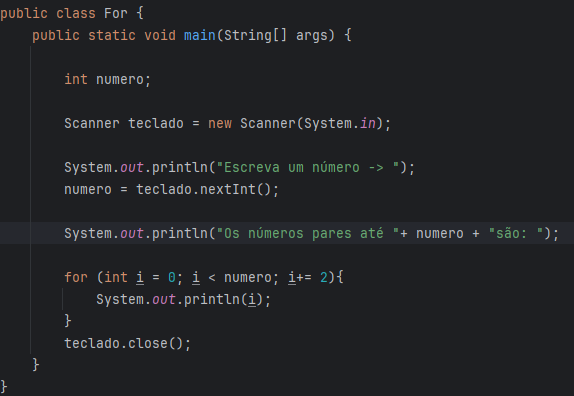 public class For {
    public static void main(String[] args) {
        int numero;
        Scanner teclado = new Scanner(System.in);
        System.out.println("Escreva um número -> ");
        numero = teclado.nextInt();
        System.out.println("Os números pares até "+ numero + "são: ");
        for (int i = 0; i < numero; i+= 2){
            System.out.println(i);
        }
        teclado.close();
    }
}